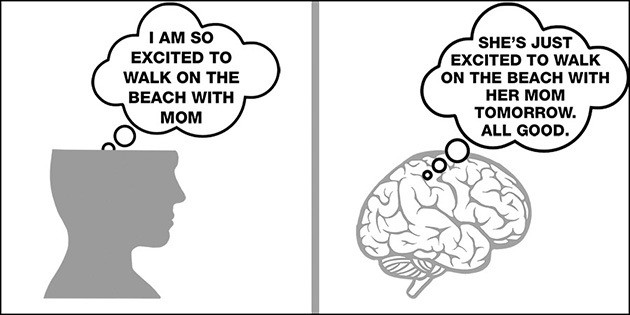 I AM SO
EXCITED TO
WALK ON THE
BEACH WITH
MOM
SHE'S JUST
EXCITED TO WALK
ON THE BEACH WITH
HER MOM
TOMORROW.
ALL GOOD.